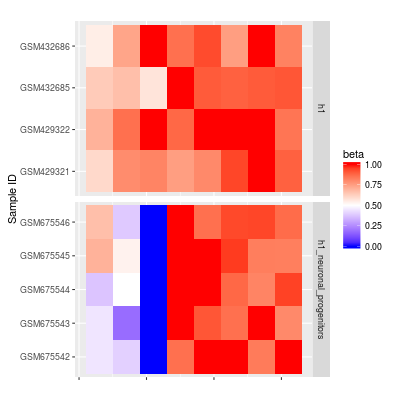 GSM432686
GSM432685
GSM429322
GSM429321
h1
GSM675546
GSM675545
GSM675544
GSM675543
GSM675542
h1_neuronal_progenitors
Sample ID
beta
1.00
0.75
0.50
0.25
0.00